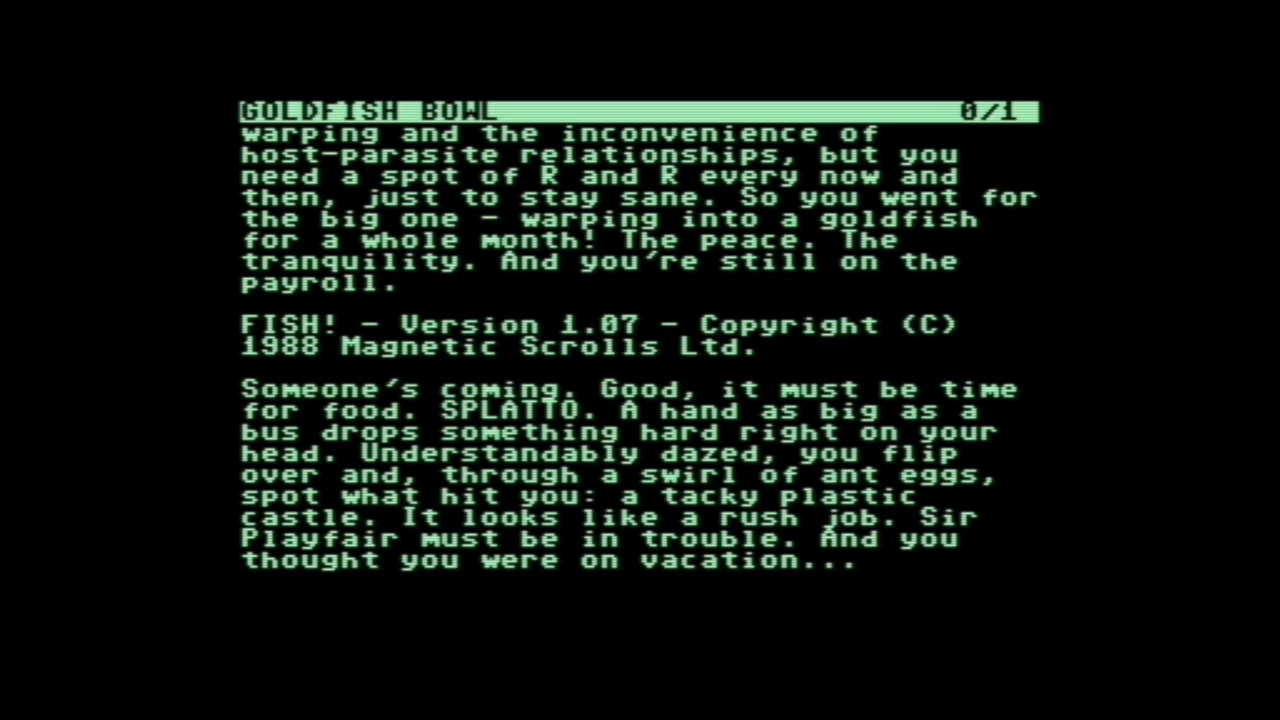 GOLDFISH BOWL 0/1
warping and the inconvenience of
host-parasite relationships, but you
need a spot of R and R every now and
then, just to stay sane. So you went for
the big one - warping into a goldfish
for a whole month! The peace. The
tranquility. And you're still on the
payroll.
FISH! - Version 1.07 - Copyright (C)
1988 Magnetic Scrolls Ltd.
Someone's coming. Good, it must be time
for food. SPLATTO. A hand as big as a
bus drops something hard right on your
head. Understandably dazed, you flip
over and, through a swirl of ant eggs,
spot what hit you: a tacky plastic
castle. It looks like a rush job. Sir
Playfair must be in trouble. And you
thought you were on vacation...